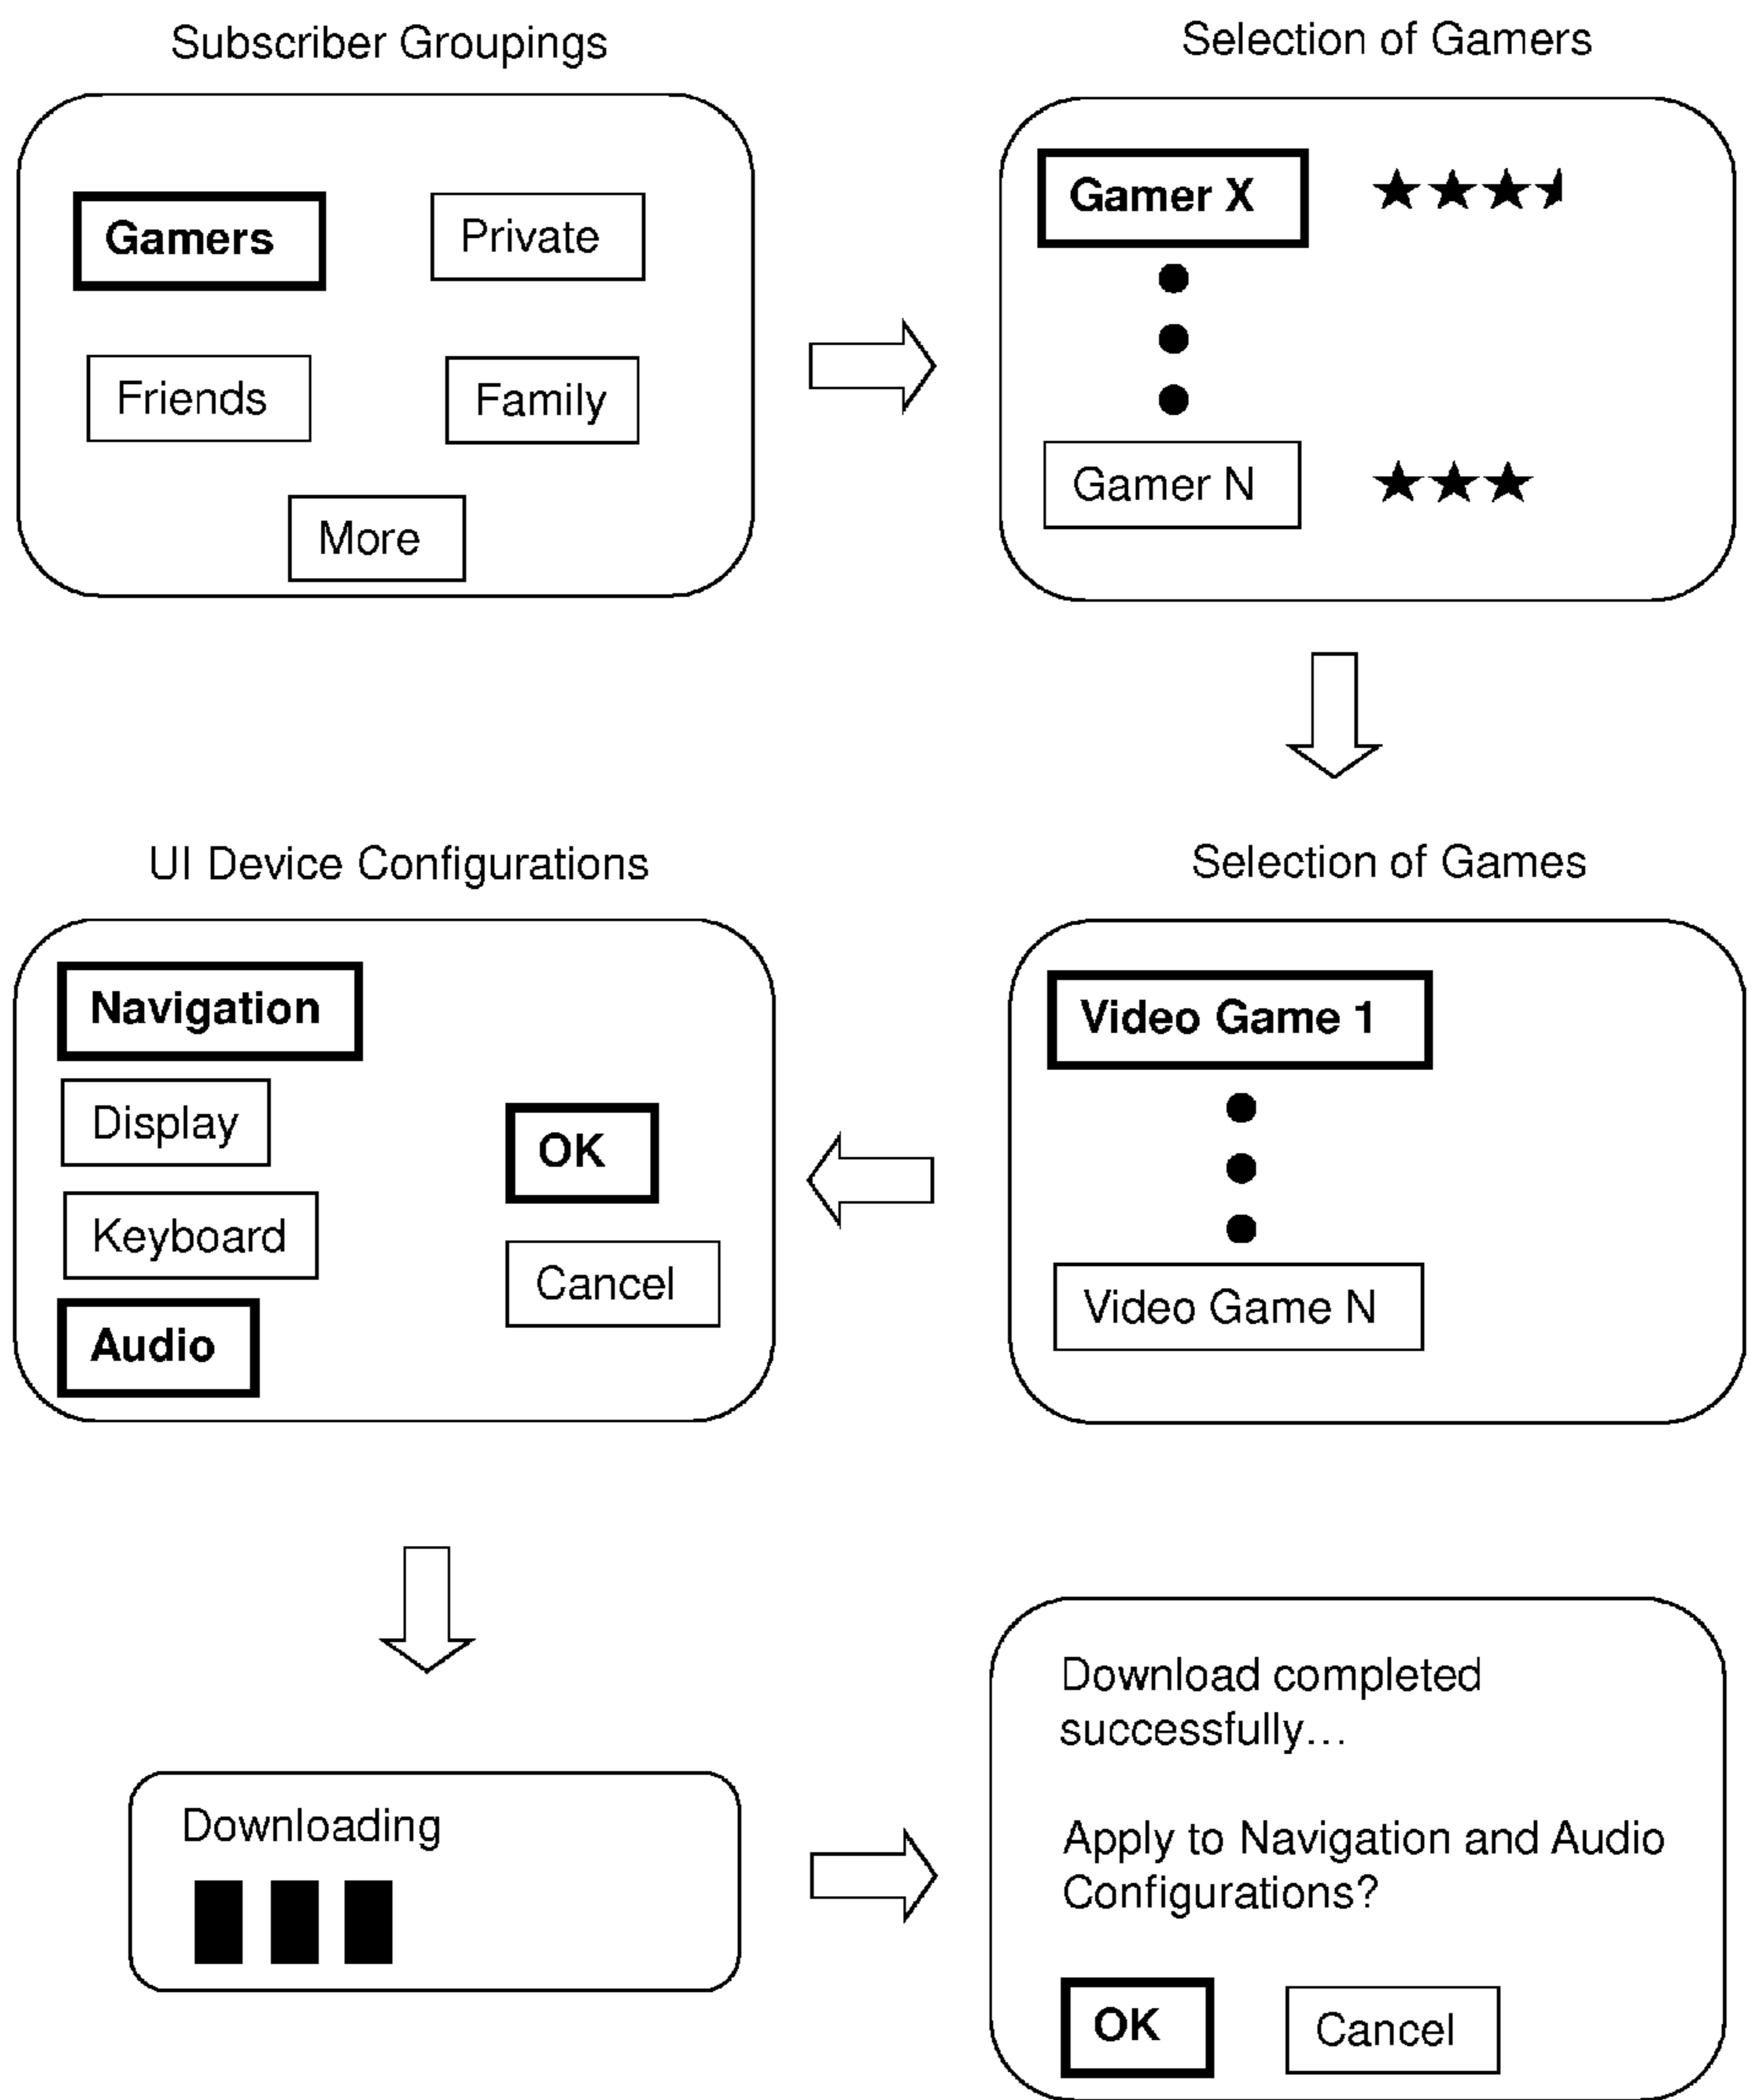 Subscriber Groupings
Gamers
Private
Friends
Family
More
Selection of Gamers
Gamer X
Gamer N
Selection of Games
Video Game 1
Video Game N
UI Device Configurations
Navigation
Display
Keyboard
Audio
OK
Cancel
Downloading
Download completed
successfully...
Apply to Navigation and Audio
Configurations?
OK
Cancel